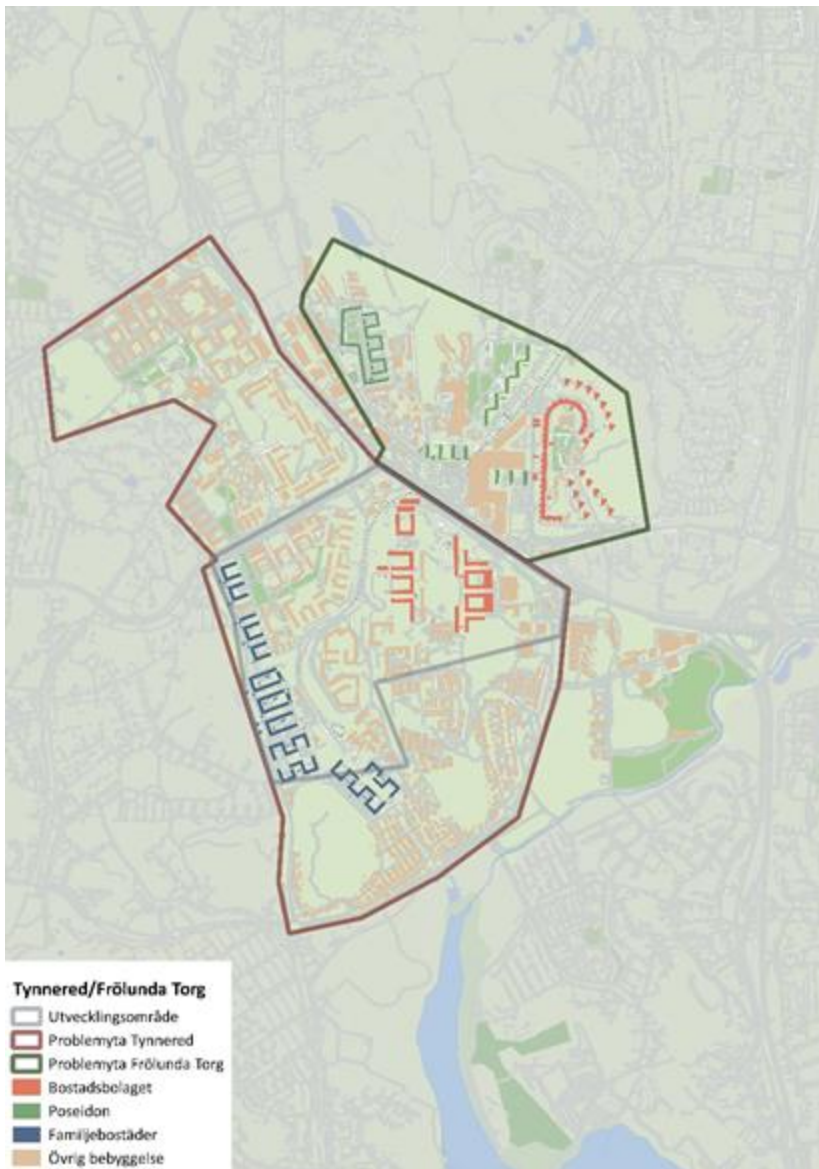 Tynnered/Frölunda Torg
Utvecklingsområde
Problemyta Tynnered
Problemyta Frölunda Torg
Bostadsbolaget
Poseidon
Familjebostäder
Övrig bebyggelse